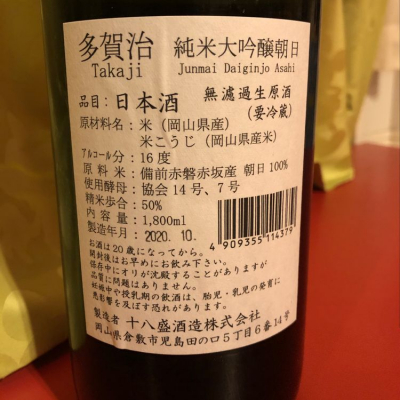 多賀治 純米大吟醸朝日
Takaji Junmai Daiginjo Asahi
品目：日本酒 無濾過生原酒
（要冷蔵）
原材料名：米（岡山県産）
米こうじ（岡山県産米）
アルコール分：16度
原料米：備前赤磐赤坂産 朝日100%
使用酵母：協会14号、7号
精米歩合：50%
内容量：1,800ml
製造年月：2020.10.
4909355114379
お酒は20歳になってから。
開封後はお早めにお飲み下さい。
保存中にオリが沈殿することがありますが
品質に問題はありません。
妊娠中や授乳期の飲酒は、胎児・乳児の発育に
悪影響を及ぼす恐れがあります。
製造者 十八盛酒造株式会社
岡山県倉敷市児島田の口5丁目6番14号